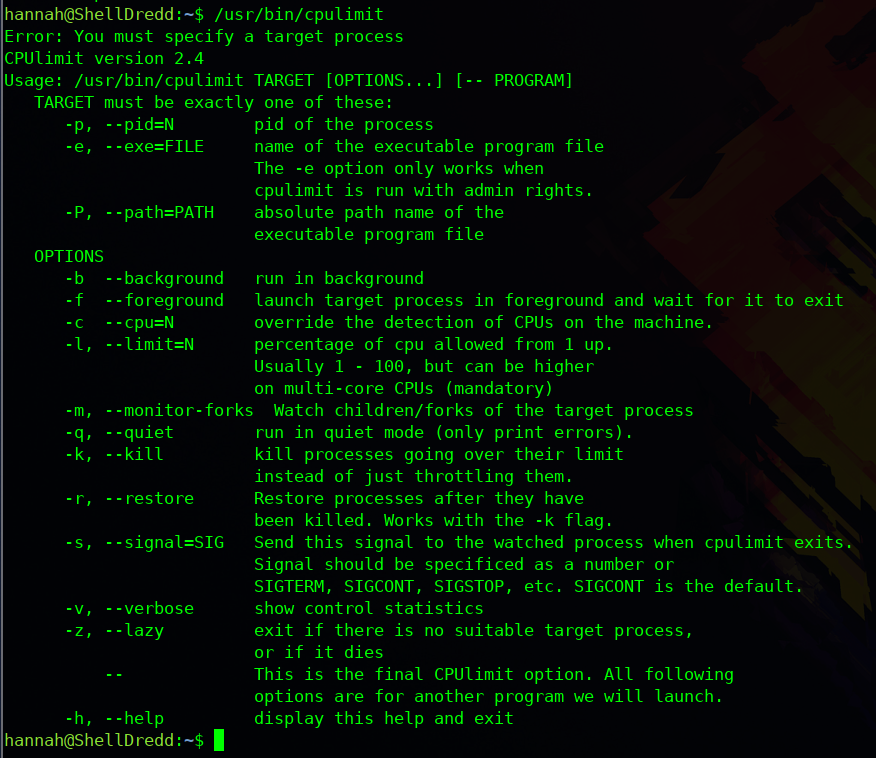 hannah@ShellDredd:~$ /usr/bin/cpulimit
Error: You must specify a target process
CPUlimit version 2.4
Usage: /usr/bin/cpulimit TARGET [OPTIONS...] [-- PROGRAM]
   TARGET must be exactly one of these:
      -p, --pid=N        pid of the process
      -e, --exe=FILE     name of the executable program file
                         The -e option only works when
                         cpulimit is run with admin rights.
      -P, --path=PATH    absolute path name of the
                         executable program file
   OPTIONS
      -b  --background   run in background
      -f  --foreground   launch target process in foreground and wait for it to exit
      -c  --cpu=N        override the detection of CPUs on the machine.
      -l, --limit=N      percentage of cpu allowed from 1 up.
                         Usually 1 - 100, but can be higher
                         on multi-core CPUs (mandatory)
      -m, --monitor-forks  Watch children/forks of the target process
      -q, --quiet        run in quiet mode (only print errors).
      -k, --kill         kill processes going over their limit
                         instead of just throttling them.
      -r, --restore      Restore processes after they have
                         been killed. Works with the -k flag.
      -s, --signal=SIG   Send this signal to the watched process when cpulimit exits.
                         Signal should be specificed as a number or
                         SIGTERM, SIGCONT, SIGSTOP, etc. SIGCONT is the default.
      -v, --verbose      show control statistics
      -z, --lazy         exit if there is no suitable target process,
                         or if it dies
          --             This is the final CPUlimit option. All following
                         options are for another program we will launch.
      -h, --help         display this help and exit
hannah@ShellDredd:~$